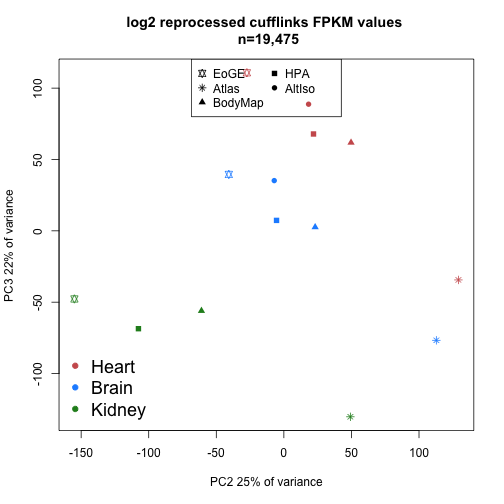 log2 reprocessed cufflinks FPKM values
n=19,475
EoGE HPA
Atlas AltIso
BodyMap
100
50
0
-50
-100
PC3 22% of variance
Heart
Brain
Kidney
-150 -100 -50 0 50 100
PC2 25% of variance